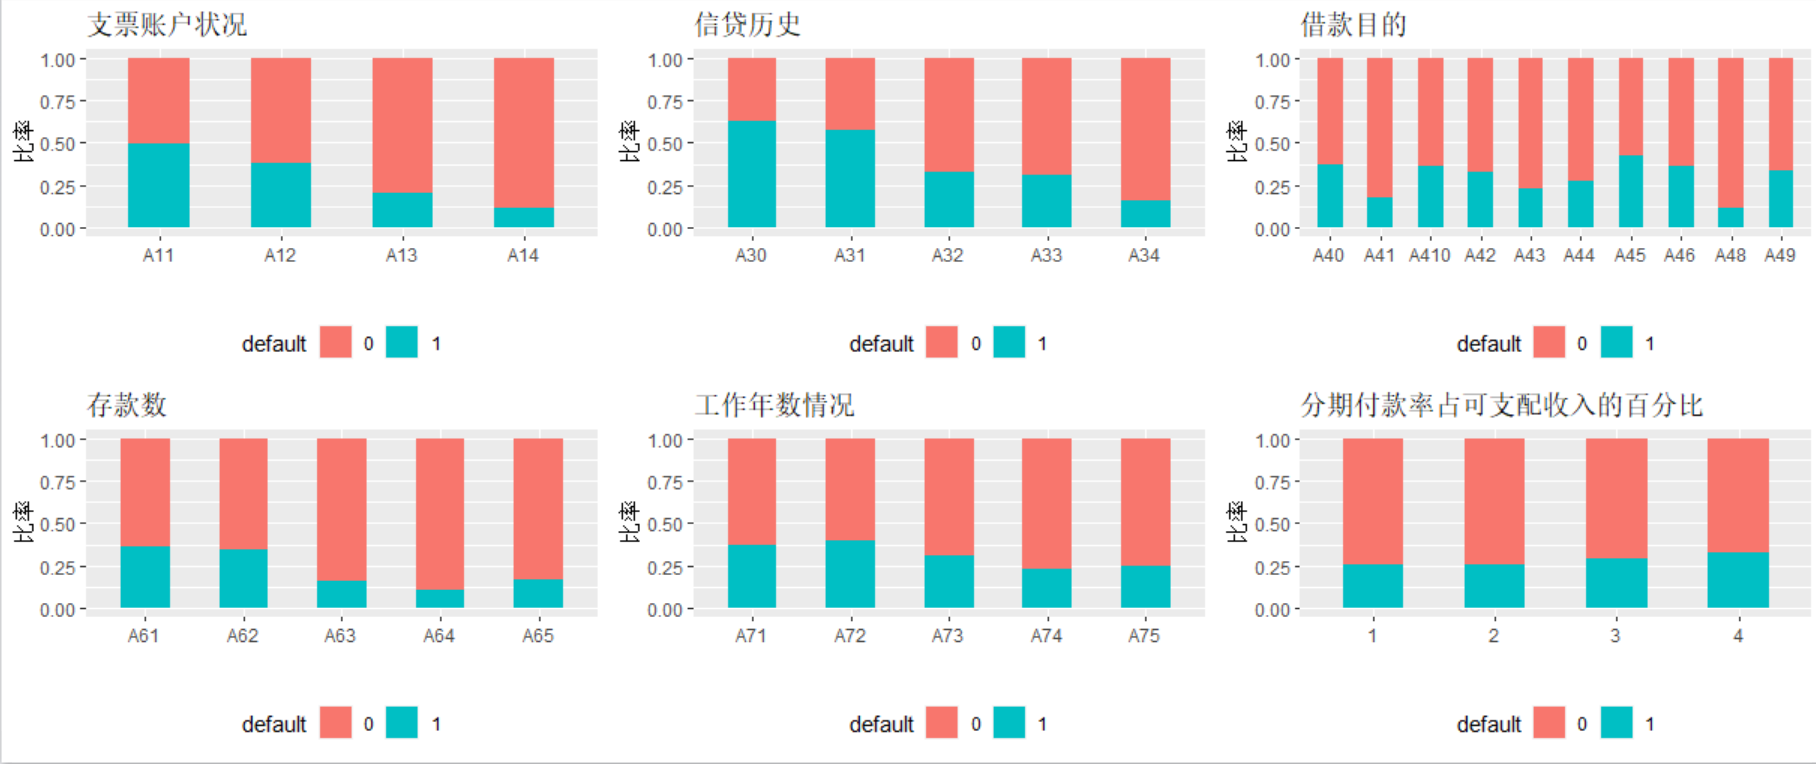 支票账户状况
比率
1.00
0.75
0.50
0.25
0.00
A11 A12 A13 A14
default 0 1
信贷历史
比率
1.00
0.75
0.50
0.25
0.00
A30 A31 A32 A33 A34
default 0 1
借款目的
比率
1.00
0.75
0.50
0.25
0.00
A40 A41 A410 A42 A43 A44 A45 A46 A48 A49
default 0 1
存款数
比率
1.00
0.75
0.50
0.25
0.00
A61 A62 A63 A64 A65
default 0 1
工作年数情况
比率
1.00
0.75
0.50
0.25
0.00
A71 A72 A73 A74 A75
default 0 1
分期付款率占可支配收入的百分比
比率
1.00
0.75
0.50
0.25
0.00
1 2 3 4
default 0 1